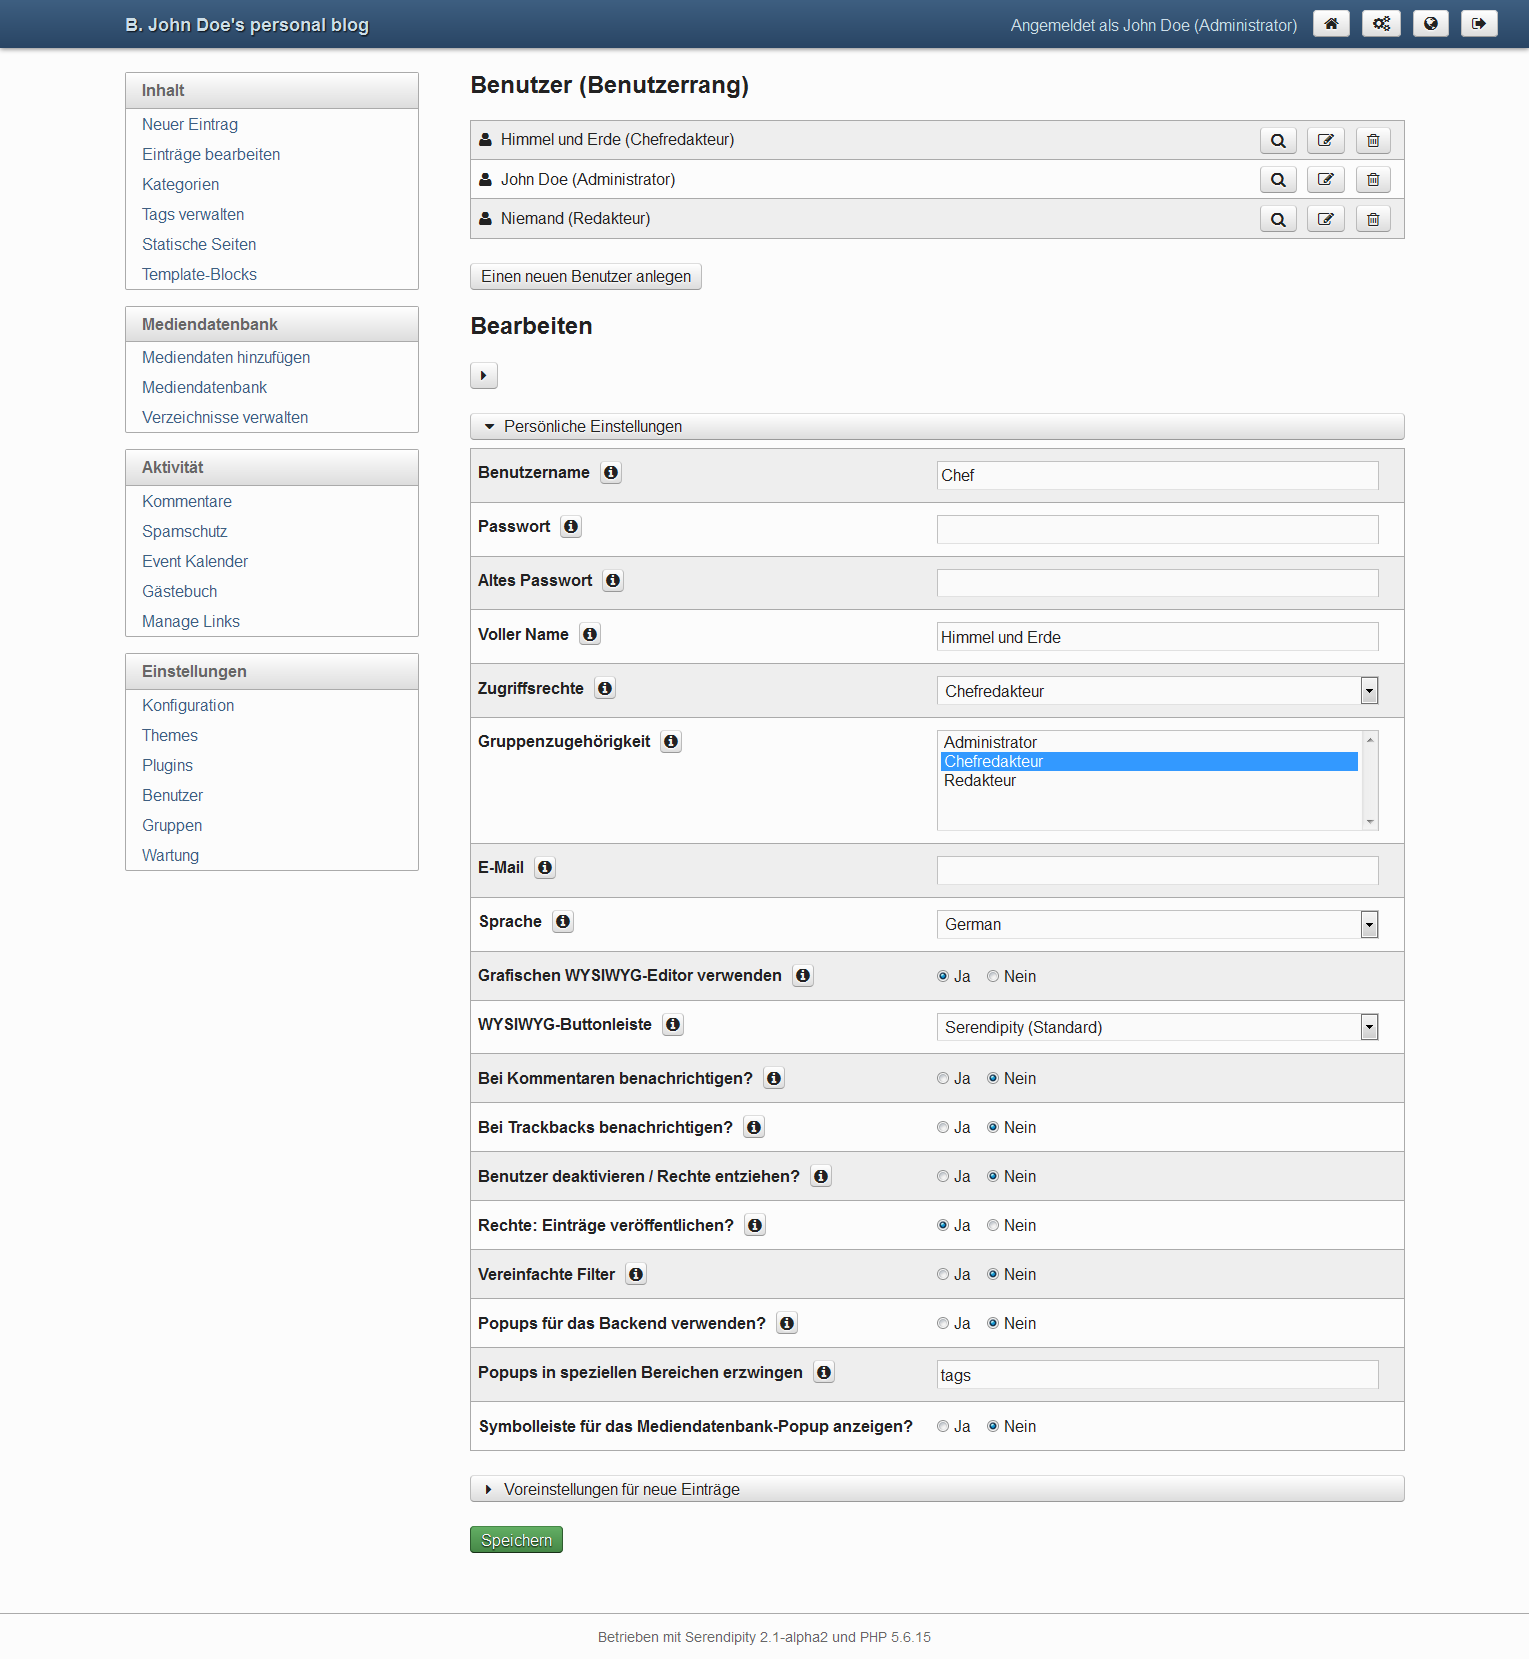 B. John Doe's personal blog
Angemeldet als John Doe (Administrator)
Inhalt
Neuer Eintrag
Einträge bearbeiten
Kategorien
Tags verwalten
Statische Seiten
Template-Blocks
Mediendatenbank
Mediendaten hinzufügen
Mediendatenbank
Verzeichnisse verwalten
Aktivität
Kommentare
Spamschutz
Event Kalender
Gästebuch
Manage Links
Einstellungen
Konfiguration
Themes
Plugins
Benutzer
Gruppen
Wartung
Benutzer (Benutzerrang)
Himmel und Erde (Chefredakteur)
John Doe (Administrator)
Niemand (Redakteur)
Einen neuen Benutzer anlegen
Bearbeiten
Persönliche Einstellungen
Benutzername Chef
Passwort
Altes Passwort
Voller Name Himmel und Erde
Zugriffsrechte Chefredakteur
Gruppenzugehörigkeit Administrator
Chefredakteur
Redakteur
E-Mail
Sprache German
Grafischen WYSIWYG-Editor verwenden Ja Nein
WYSIWYG-Buttonleiste Serendipity (Standard)
Bei Kommentaren benachrichtigen? Ja Nein
Bei Trackbacks benachrichtigen? Ja Nein
Benutzer deaktivieren / Rechte entziehen? Ja Nein
Rechte: Einträge veröffentlichen? Ja Nein
Vereinfachte Filter Ja Nein
Popups für das Backend verwenden? Ja Nein
Popups in speziellen Bereichen erzwingen tags
Symbolleiste für das Mediendatenbank-Popup anzeigen? Ja Nein
Voreinstellungen für neue Einträge
Speichern
Betrieben mit Serendipity 2.1-alpha2 und PHP 5.6.15